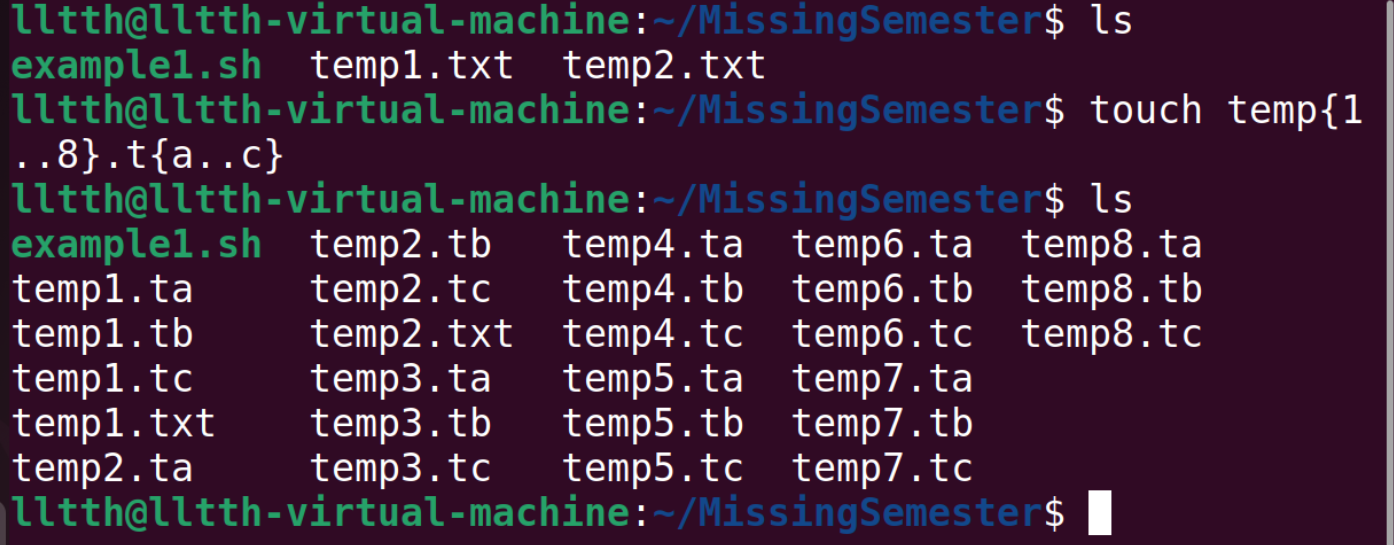 lltth@lltth-virtual-machine:~/MissingSemester$ ls
example1.sh  temp1.txt  temp2.txt
lltth@lltth-virtual-machine:~/MissingSemester$ touch temp{1
..8}.t{a..c}
lltth@lltth-virtual-machine:~/MissingSemester$ ls
example1.sh  temp2.tb   temp4.ta  temp6.ta  temp8.ta
temp1.ta     temp2.tc   temp4.tb  temp6.tb  temp8.tb
temp1.tb     temp2.txt  temp4.tc  temp6.tc  temp8.tc
temp1.tc     temp3.ta   temp5.ta  temp7.ta
temp1.txt    temp3.tb   temp5.tb  temp7.tb
temp2.ta     temp3.tc   temp5.tc  temp7.tc
lltth@lltth-virtual-machine:~/MissingSemester$